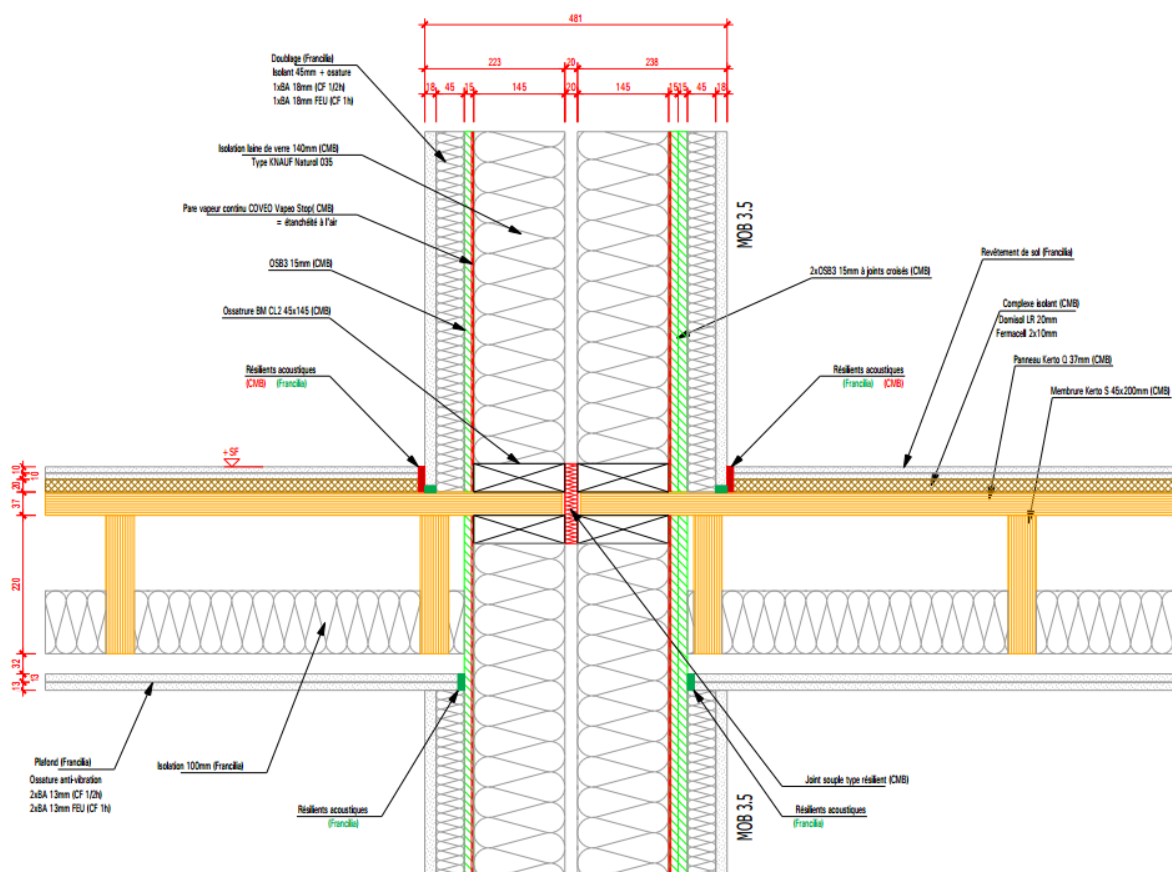 481
223 20 238
18 45 15 145 20 145 15 15 45 18
Doublage (Francilia)
Isolant 45mm + osature
1xBA 18mm (CF 1/2h)
1xBA 18mm FEU (CF 1h)
Isolation laine de verre 140mm (CMB)
Type KNAUF Naturol 035
Pare vapeur continu COVEO Vapeo Stop( CMB)
= étanchéité à l'air
OSB3 15mm (CMB)
Ossatrure BM CL2 45x145 (CMB)
Résilients acoustiques
(CMB) (Francilia)
+SF
MOB 3.5
2xOSB3 15mm à joints croisés (CMB)
Résilients acoustiques
(Francilia) (CMB)
Revètement de sol (Francilia)
Complexe isolant (CMB)
Domisol LR 20mm
Fermacell 2x10mm
Panneau Kerto Q 37mm (CMB)
Membrure Kerto S 45x200mm (CMB)
10
10
20
37
220
32
13
13
Plafond (Francilia)
Ossature anti-vibration
2xBA 13mm (CF 1/2h)
2xBA 13mm FEU (CF 1h)
Isolation 100mm (Francilia)
Résilients acoustiques
(Francilia)
Joint souple type résilient (CMB)
Résilients acoustiques
(Francilia)
MOB 3.5